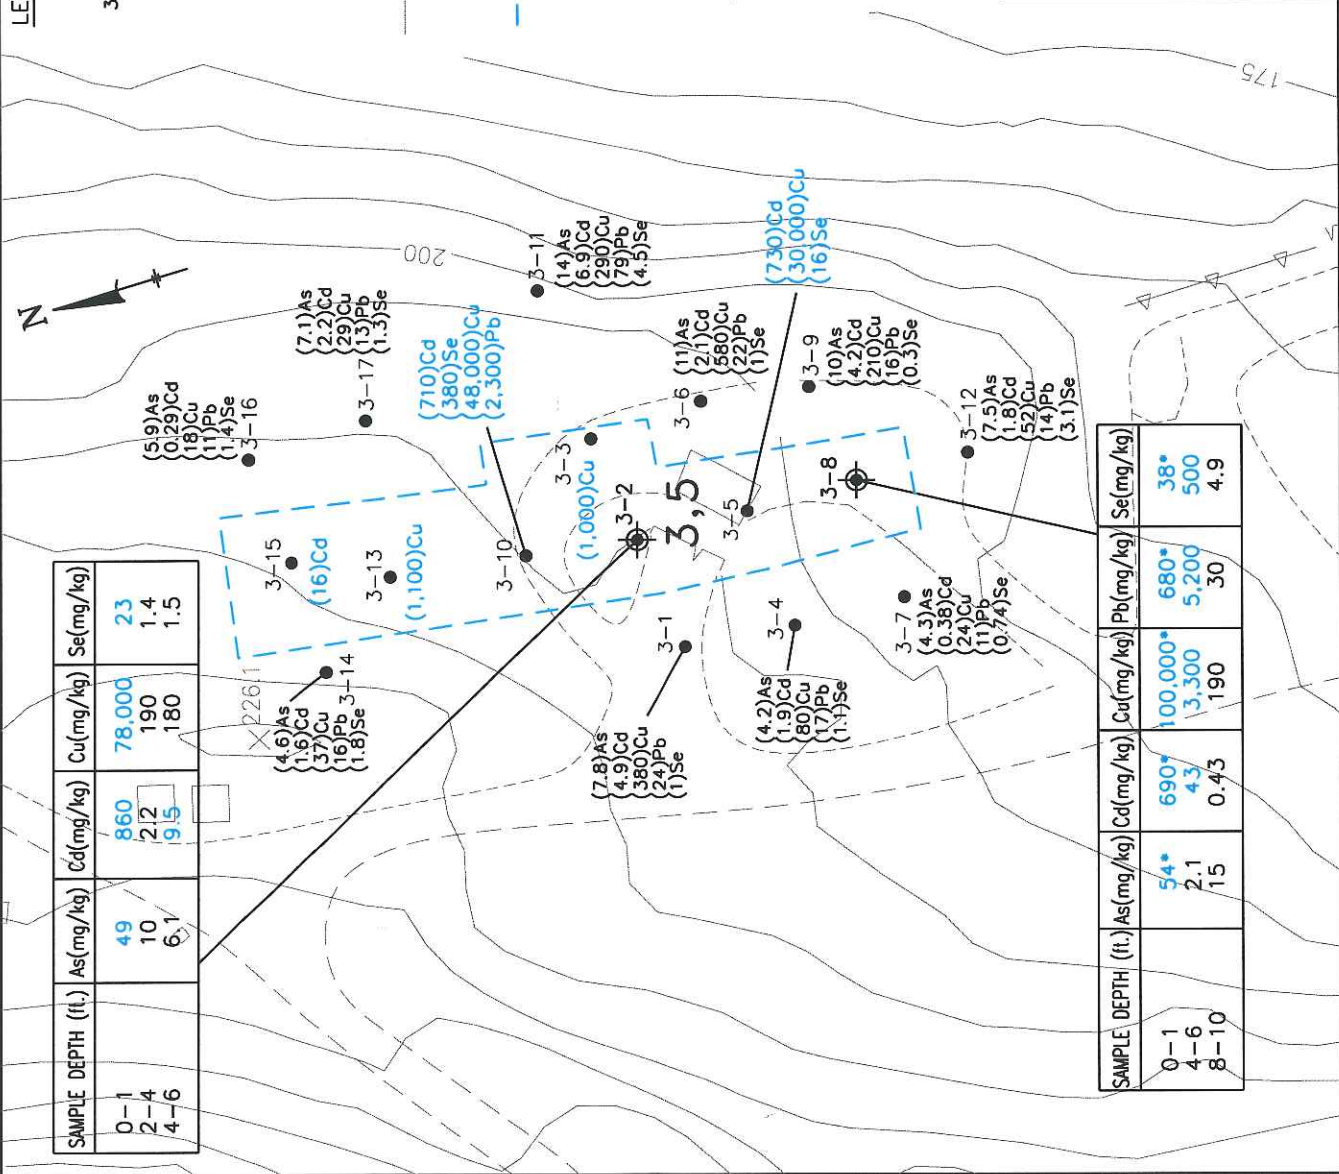 LE
3
N
SAMPLE DEPTH (ft.) As(mg/kg) Cd(mg/kg) Cu(mg/kg) Se(mg/kg)
0-1 49 860 78,000 23
2-4 10 2.2 190 1.4
4-6 6.1 9.5 180 1.5
(5.9)As
(0.29)Cd
(18)Cu
(11)Pb
(1.4)Se
3-16
(7.1)As
(2.2)Cd
(29)Cu
(13)Pb
(1.3)Se
3-17
200
175
3-15
(16)Cd
3-13
(1,100)Cu
226.1
(4.6)As
(1.6)Cd
(37)Cu
(16)Pb
(1.8)Se
3-14
(710)Cd
(380)Se
(48,000)Cu
(2,300)Pb
3-10
3-11
(14)As
(6.9)Cd
(290)Cu
(79)Pb
(4.5)Se
3-3
(1,000)Cu
3-2
3,5
3-1
(7.8)As
(4.9)Cd
(380)Cu
(24)Pb
(1)Se
3-6
(11)As
(2.1)Cd
(580)Cu
(22)Pb
(1)Se
3-5
(730)Cd
(30,000)Cu
(16)Se
3-4
(4.2)As
(1.9)Cd
(80)Cu
(17)Pb
(1.1)Se
3-9
(10)As
(4.2)Cd
(210)Cu
(16)Pb
(0.3)Se
3-8
3-7
(4.3)As
(0.38)Cd
(24)Cu
(11)Pb
(0.74)Se
3-12
(7.5)As
(1.8)Cd
(52)Cu
(14)Pb
(3.1)Se
SAMPLE DEPTH (ft.) As(mg/kg) Cd(mg/kg) Cu(mg/kg) Pb(mg/kg) Se(mg/kg)
0-1 54* 690* 100,000* 680* 38*
4-6 2.1 43 3,300 5,200 500
8-10 15 0.43 190 30 4.9